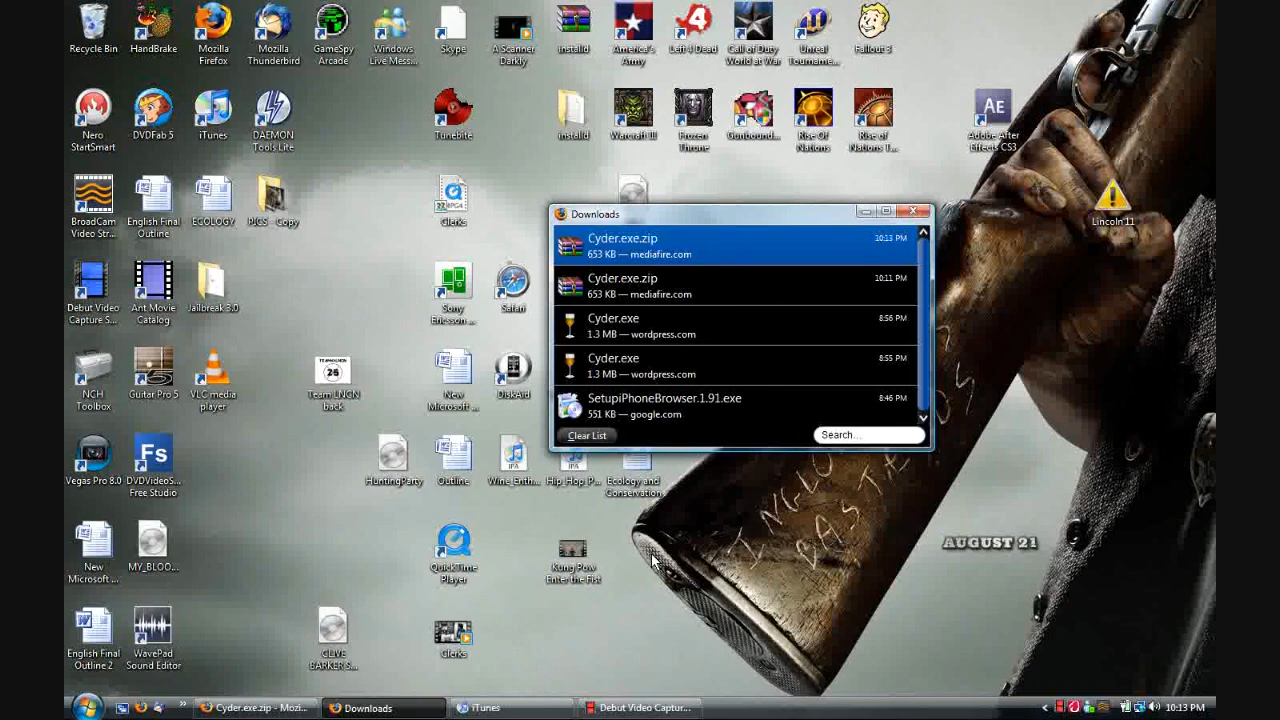 Recycle Bin
HandBrake
Mozilla
Firefox
Mozilla
Thunderbird
GameSpy
Arcade
Windows
Live Mess...
Skype
A Scanner
Darkly
installd
America's
Army
Left 4 Dead
Call of Duty
World at War
Unreal
Tourname...
Fallout 3
Nero
StartSmart
DVDFab 5
iTunes
DAEMON
Tools Lite
Tunebite
installd
Warcraft III
Frozen
Throne
Gunbound...
Rise Of
Nations
Rise of
Nations T...
AE
Adobe After
Effects CS3
BroadCam
Video Str...
English Final
Outline
ECOLOGY
PICS - Copy
Clerks
Lincoln 11
Debut Video
Capture S...
Ant Movie
Catalog
Jailbreak 3.0
Sony
Ericsson ...
Safari
NCH
Toolbox
Guitar Pro 5
VLC media
player
26
Team LNCN
back
New
Microsoft ...
DiskAid
Downloads
Cyder.exe.zip
10:13 PM
653 KB — mediafire.com
Cyder.exe.zip
10:11 PM
653 KB — mediafire.com
Cyder.exe
8:56 PM
1.3 MB — wordpress.com
Cyder.exe
8:55 PM
1.3 MB — wordpress.com
SetupiPhoneBrowser.1.91.exe
8:46 PM
551 KB — google.com
Clear List
Search...
Vegas Pro 8.0
Fs
DVDVideoS...
Free Studio
HuntingParty
Outline
Wine_Enth...
Hip_Hop_P...
Ecology and
Conservation
New
Microsoft ...
MY_BLOO...
QuickTime
Player
Kung Pow
Enter the Fist
AUGUST 21
English Final
Outline 2
WavePad
Sound Editor
CLIVE
BARKER S...
Clerks
Cyder.exe.zip - Mozi...
Downloads
iTunes
Debut Video Captur...
10:13 PM